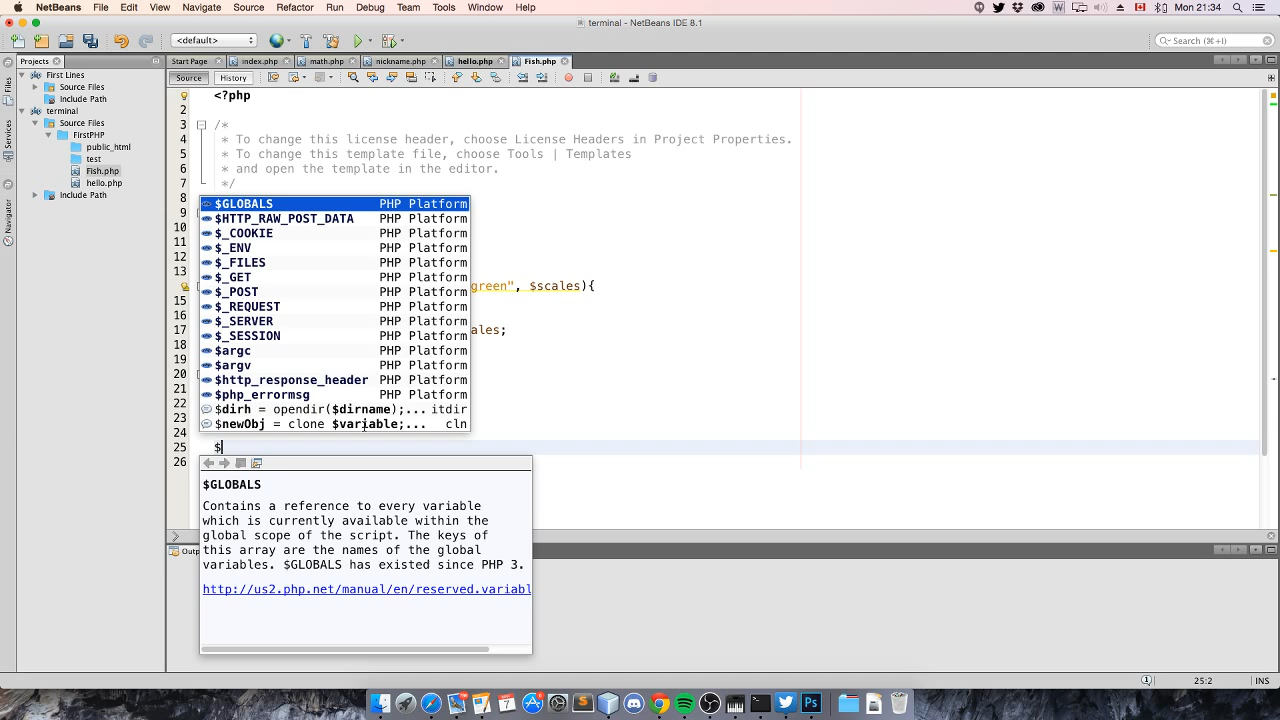 NetBeans File Edit View Navigate Source Refactor Run Debug Team Tools Window Help Mon 21:34
terminal - NetBeans IDE 8.1
<default> Search (⌘+I)
Projects Start Page index.php math.php nickname.php hello.php Fish.php
Source History
Files
Services
Navigator
First Lines
Source Files
Include Path
terminal
Source Files
FirstPHP
public_html
test
Fish.php
hello.php
Include Path
1 <?php
2
3 /*
4 * To change this license header, choose License Headers in Project Properties.
5 * To change this template file, choose Tools | Templates
6 * and open the template in the editor.
7 */
8
9
10
11
12
13
green", $scales){
15
16
17 ales;
18
19
20
21
22
23
24
25 $
26
$GLOBALS PHP Platform
$HTTP_RAW_POST_DATA PHP Platform
$_COOKIE PHP Platform
$_ENV PHP Platform
$_FILES PHP Platform
$_GET PHP Platform
$_POST PHP Platform
$_REQUEST PHP Platform
$_SERVER PHP Platform
$_SESSION PHP Platform
$argc PHP Platform
$argv PHP Platform
$http_response_header PHP Platform
$php_errormsg PHP Platform
$dirh = opendir($dirname);... itdir
$newObj = clone $variable;... cln
$GLOBALS
Contains a reference to every variable
which is currently available within the
global scope of the script. The keys of
this array are the names of the global
variables. $GLOBALS has existed since PHP 3.
http://us2.php.net/manual/en/reserved.variabl
Outp
25:2 INS